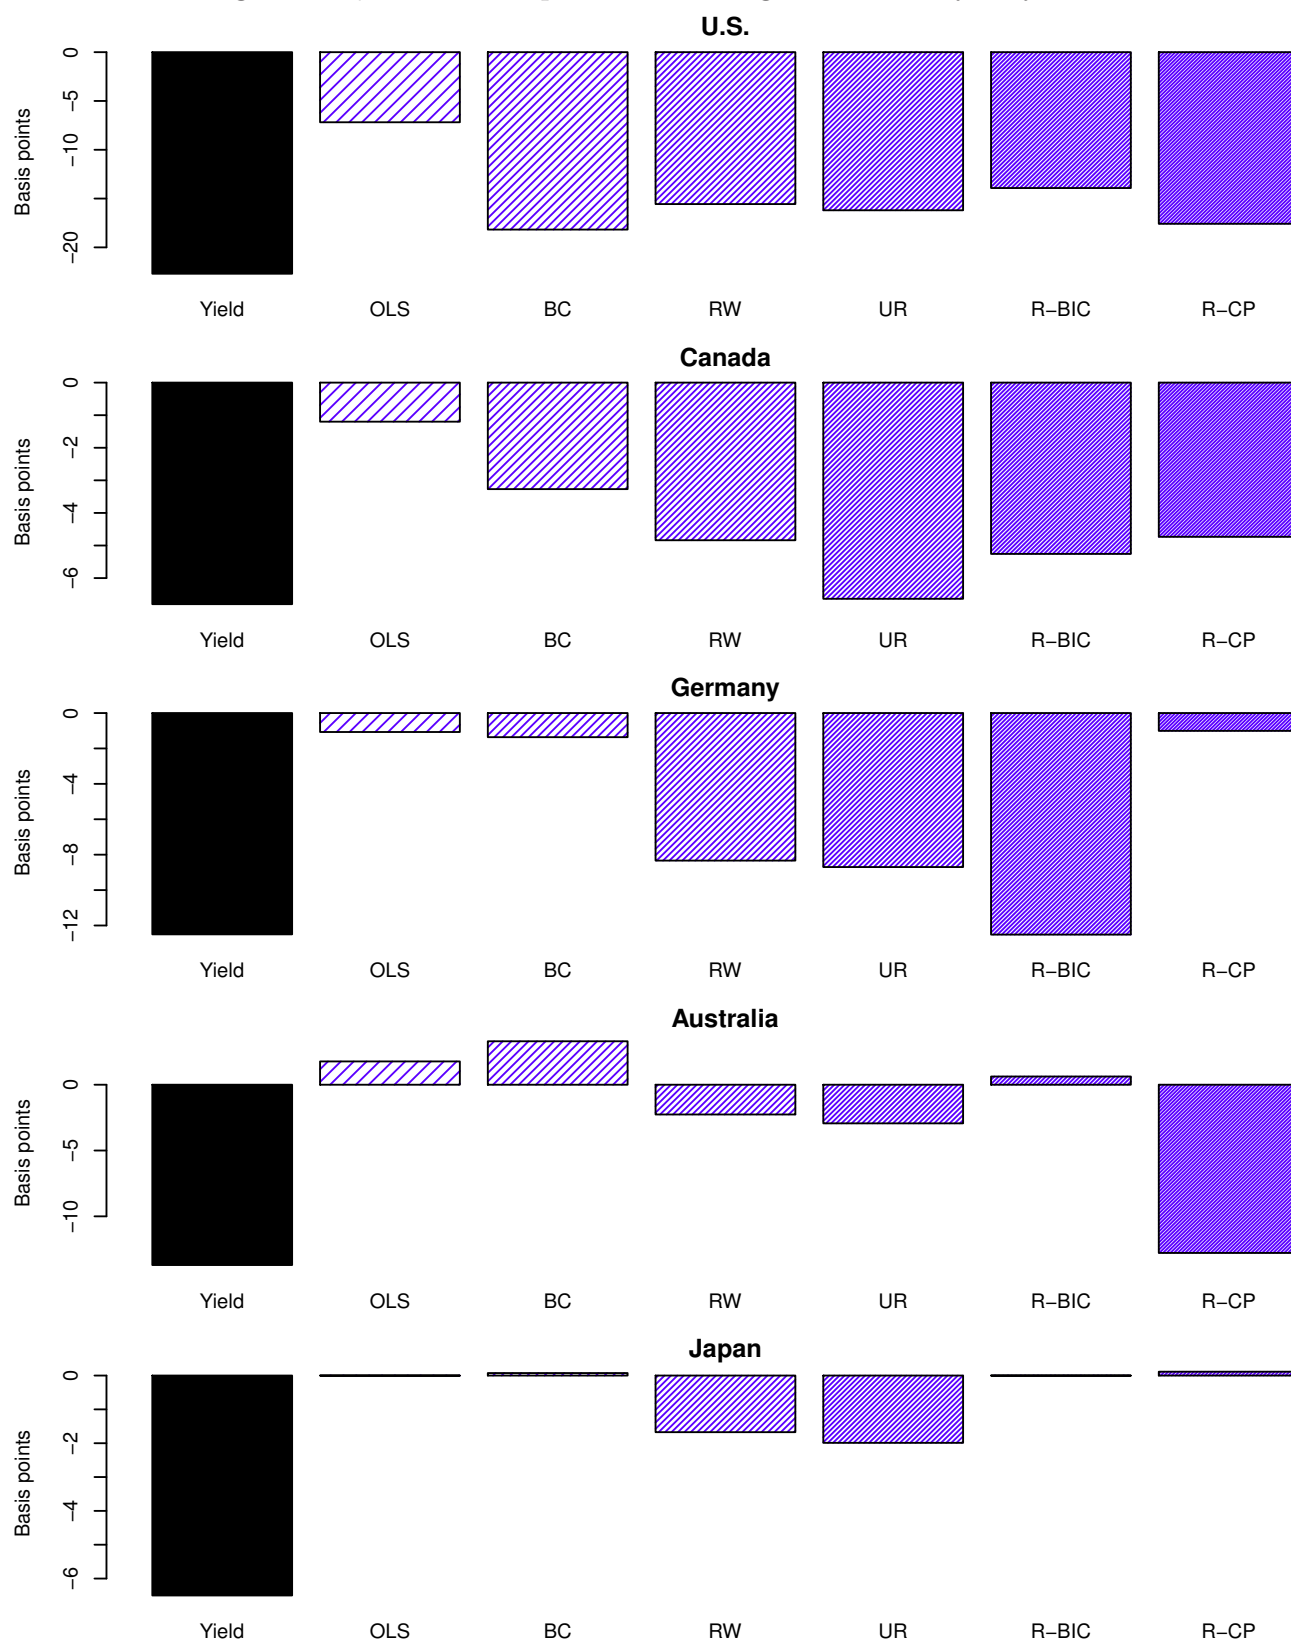 U.S.
Basis points
0
−5
−10
−20
Yield OLS BC RW UR R−BIC R−CP
Canada
Basis points
0
−2
−4
−6
Yield OLS BC RW UR R−BIC R−CP
Germany
Basis points
0
−4
−8
−12
Yield OLS BC RW UR R−BIC R−CP
Australia
Basis points
0
−5
−10
Yield OLS BC RW UR R−BIC R−CP
Japan
Basis points
0
−2
−4
−6
Yield OLS BC RW UR R−BIC R−CP